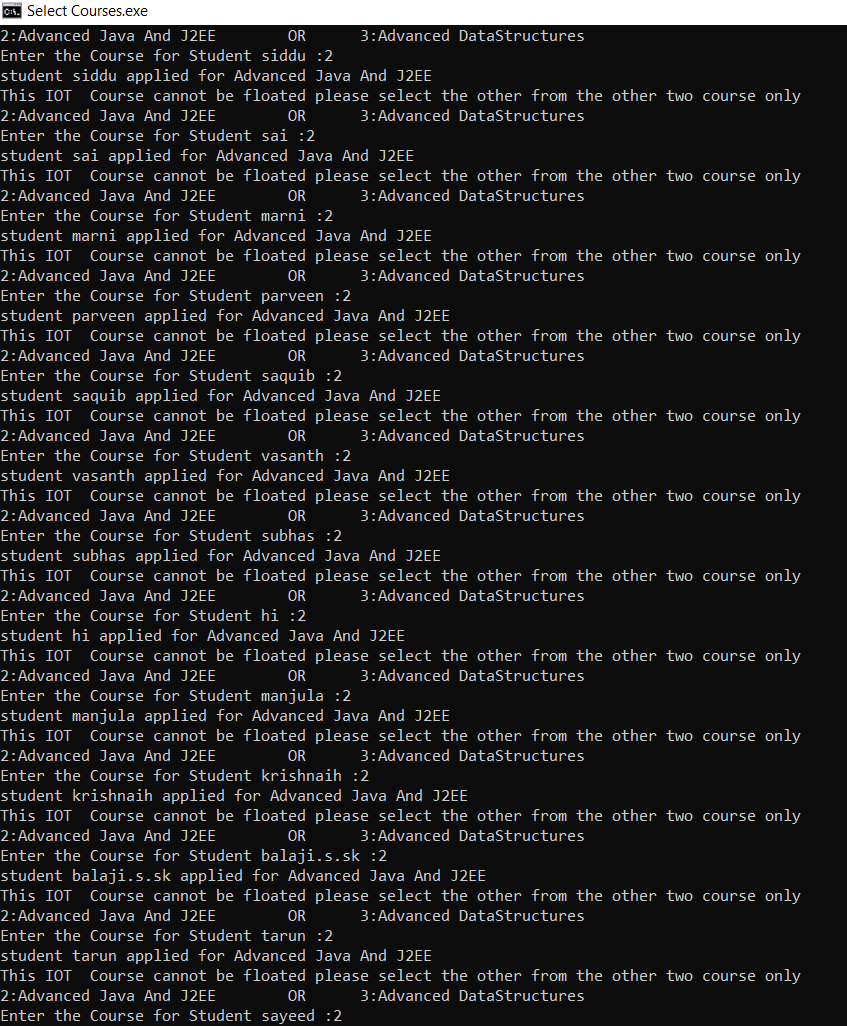 Select Courses.exe
2:Advanced Java And J2EE        OR      3:Advanced DataStructures
Enter the Course for Student siddu :2
student siddu applied for Advanced Java And J2EE
This IOT  Course cannot be floated please select the other from the other two course only
2:Advanced Java And J2EE        OR      3:Advanced DataStructures
Enter the Course for Student sai :2
student sai applied for Advanced Java And J2EE
This IOT  Course cannot be floated please select the other from the other two course only
2:Advanced Java And J2EE        OR      3:Advanced DataStructures
Enter the Course for Student marni :2
student marni applied for Advanced Java And J2EE
This IOT  Course cannot be floated please select the other from the other two course only
2:Advanced Java And J2EE        OR      3:Advanced DataStructures
Enter the Course for Student parveen :2
student parveen applied for Advanced Java And J2EE
This IOT  Course cannot be floated please select the other from the other two course only
2:Advanced Java And J2EE        OR      3:Advanced DataStructures
Enter the Course for Student saquib :2
student saquib applied for Advanced Java And J2EE
This IOT  Course cannot be floated please select the other from the other two course only
2:Advanced Java And J2EE        OR      3:Advanced DataStructures
Enter the Course for Student vasanth :2
student vasanth applied for Advanced Java And J2EE
This IOT  Course cannot be floated please select the other from the other two course only
2:Advanced Java And J2EE        OR      3:Advanced DataStructures
Enter the Course for Student subhas :2
student subhas applied for Advanced Java And J2EE
This IOT  Course cannot be floated please select the other from the other two course only
2:Advanced Java And J2EE        OR      3:Advanced DataStructures
Enter the Course for Student hi :2
student hi applied for Advanced Java And J2EE
This IOT  Course cannot be floated please select the other from the other two course only
2:Advanced Java And J2EE        OR      3:Advanced DataStructures
Enter the Course for Student manjula :2
student manjula applied for Advanced Java And J2EE
This IOT  Course cannot be floated please select the other from the other two course only
2:Advanced Java And J2EE        OR      3:Advanced DataStructures
Enter the Course for Student krishnaih :2
student krishnaih applied for Advanced Java And J2EE
This IOT  Course cannot be floated please select the other from the other two course only
2:Advanced Java And J2EE        OR      3:Advanced DataStructures
Enter the Course for Student balaji.s.sk :2
student balaji.s.sk applied for Advanced Java And J2EE
This IOT  Course cannot be floated please select the other from the other two course only
2:Advanced Java And J2EE        OR      3:Advanced DataStructures
Enter the Course for Student tarun :2
student tarun applied for Advanced Java And J2EE
This IOT  Course cannot be floated please select the other from the other two course only
2:Advanced Java And J2EE        OR      3:Advanced DataStructures
Enter the Course for Student sayeed :2